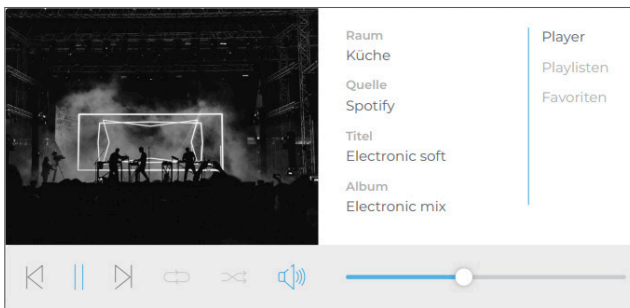 Raum
Küche
Quelle
Spotify
Titel
Electronic soft
Album
Electronic mix
Player
Playlisten
Favoriten